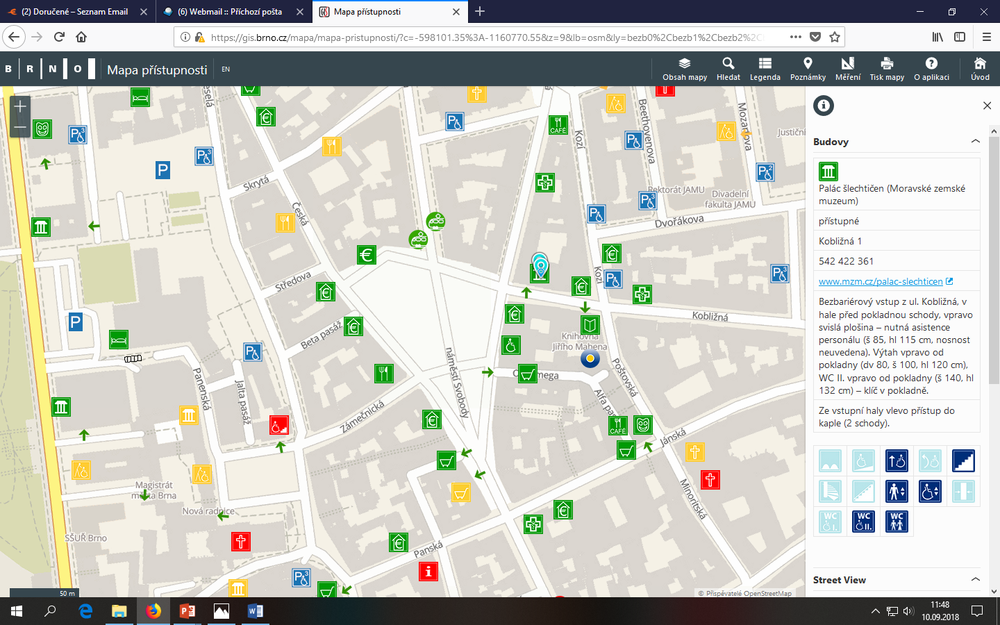 (2) Doručené – Seznam Email
(6) Webmail :: Příchozí pošta
Mapa přístupnosti
https://gis.brno.cz/mapa/mapa-pristupnosti/?c=-598101.35%3A-1160770.55&z=9&lb=osm&ly=bezb0%2Cbezb1%2Cbezb2%2C
B R N O
Mapa přístupnosti
EN
Obsah mapy
Hledat
Legenda
Poznámky
Měření
Tisk mapy
O aplikaci
Úvod
Budovy
Palác šlechtičen (Moravské zemské
muzeum)
přístupné
Kobližná 1
542 422 361
www.mzm.cz/palac-slechticen
Bezbariérový vstup z ul. Kobližná, v
hale před pokladnou schody, vpravo
svislá plošina – nutná asistence
personálu (š 85, hl 115 cm, nosnost
neuvedena). Výtah vpravo od
pokladny (dv 80, š 100, hl 120 cm),
WC II. vpravo od pokladny (š 140, hl
132 cm) – klíč v pokladně.
Ze vstupní haly vlevo přístup do
kaple (2 schody).
WC I.
WC II.
WC
Street View
Skrytá
Česká
Středova
Beta pasáž
Jalta pasáž
Panenská
Zámečnická
náměstí Svobody
Kozí
Kozí
Beethovenova
Mozartova
Justiční
Rektorát JAMU
Divadelní
fakulta JAMU
Dvořákova
Kobližná
Knihovna
Jiřího Mahena
Poštovská
Jánská
Minoritská
Panská
Magistrát
města Brna
Nová radnice
SŠUŘ Brno
CAFÉ
CAFÉ
P
P
P 3
P 3
P
P
P
P 3
P 2
P
P 3
P
P 3
50 m
© Přispěvatelé OpenStreetMap
11:48
10.09.2018